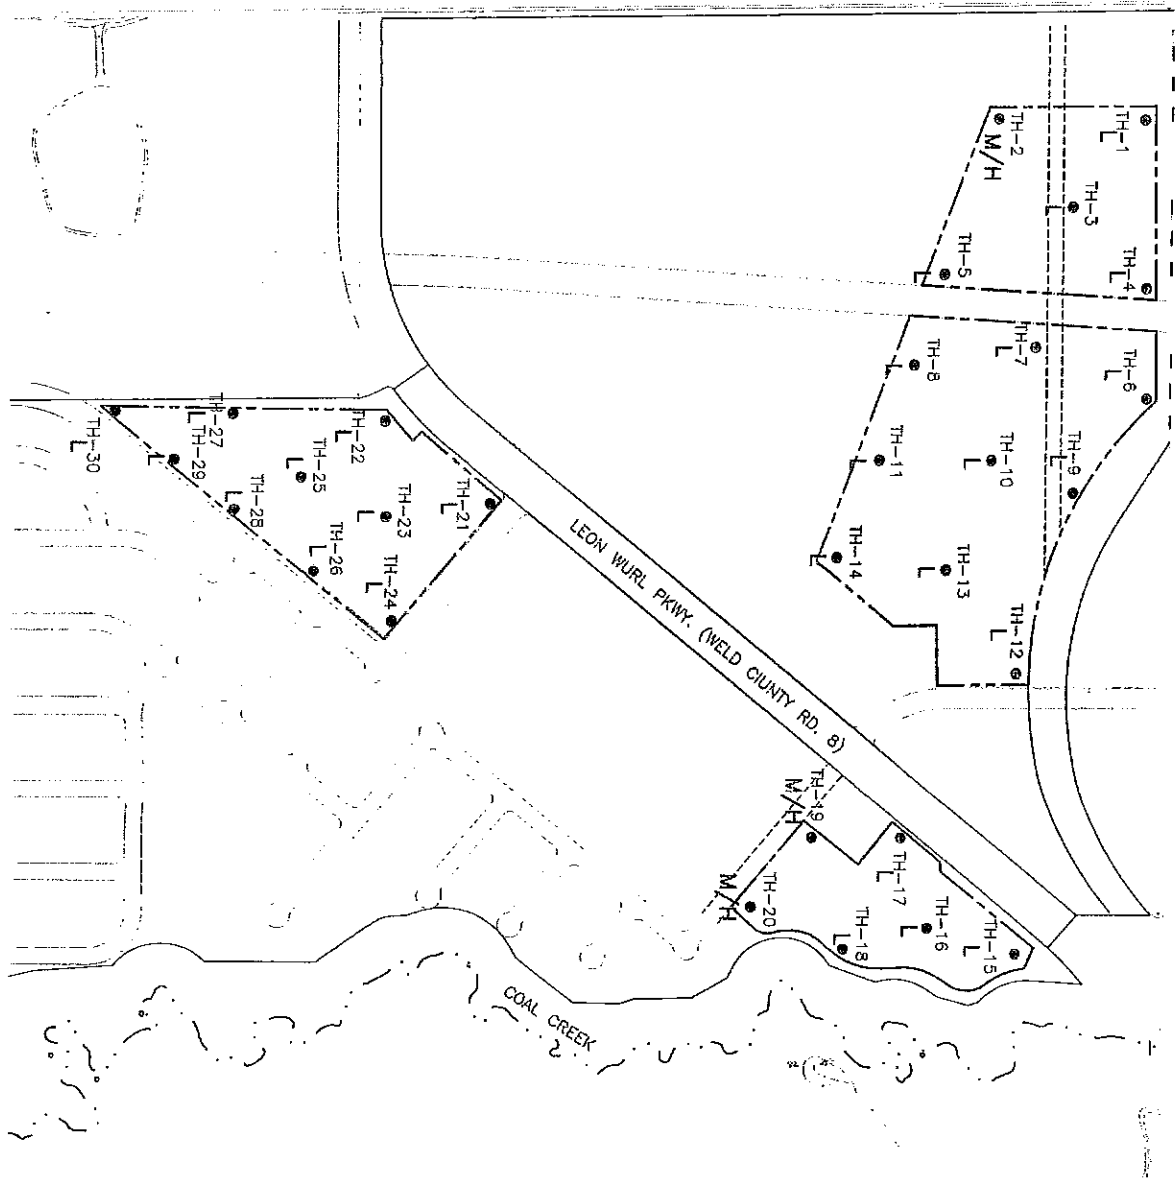 TH-1
L
TH-2
M/H
TH-3
L
TH-4
L
TH-5
L
TH-6
L
TH-7
L
TH-8
L
TH-9
L
TH-10
L
TH-11
L
TH-12
L
TH-13
L
TH-14
L
TH-15
L
TH-16
L
TH-17
L
TH-18
L
TH-19
M/H
TH-20
M/H
TH-21
L
TH-22
L
TH-23
L
TH-24
L
TH-25
L
TH-26
L
TH-27
L
TH-28
L
TH-29
L
TH-30
L
LEON WURL PKWY. (WELD CIUNTY RD. 8)
COAL CREEK